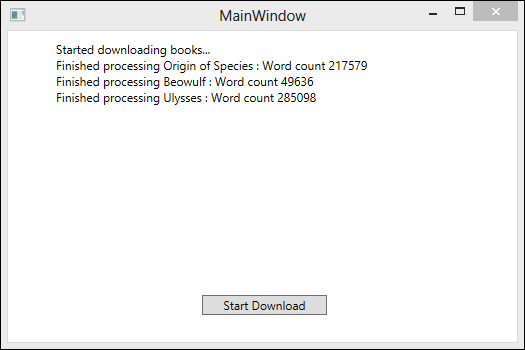 MainWindow
Started downloading books...
Finished processing Origin of Species : Word count 217579
Finished processing Beowulf : Word count 49636
Finished processing Ulysses : Word count 285098
Start Download